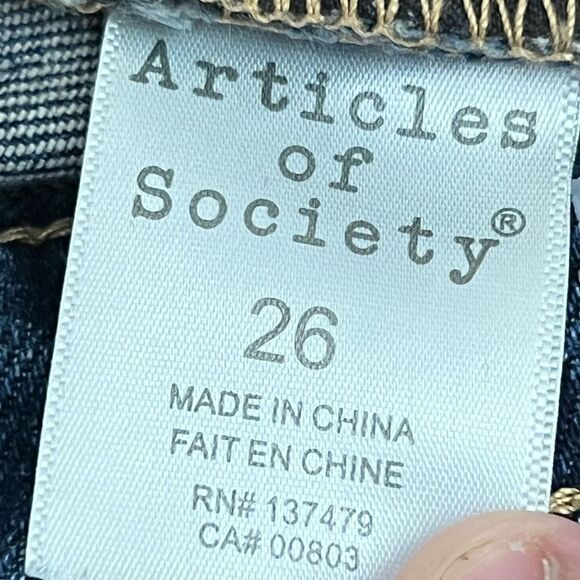 Articles
of
Society®
26
MADE IN CHINA
FAIT EN CHINE
RN# 137479
CA# 00803